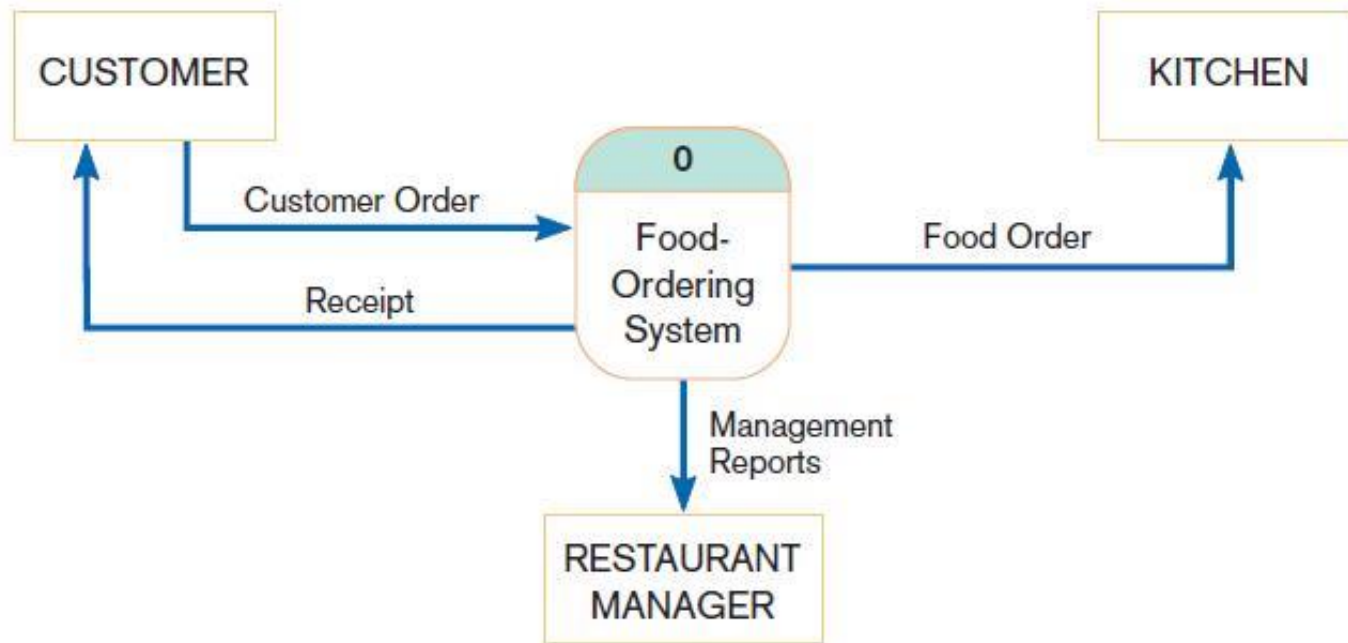 CUSTOMER
KITCHEN
0
Customer Order
Food-
Ordering
System
Food Order
Receipt
Management
Reports
RESTAURANT
MANAGER